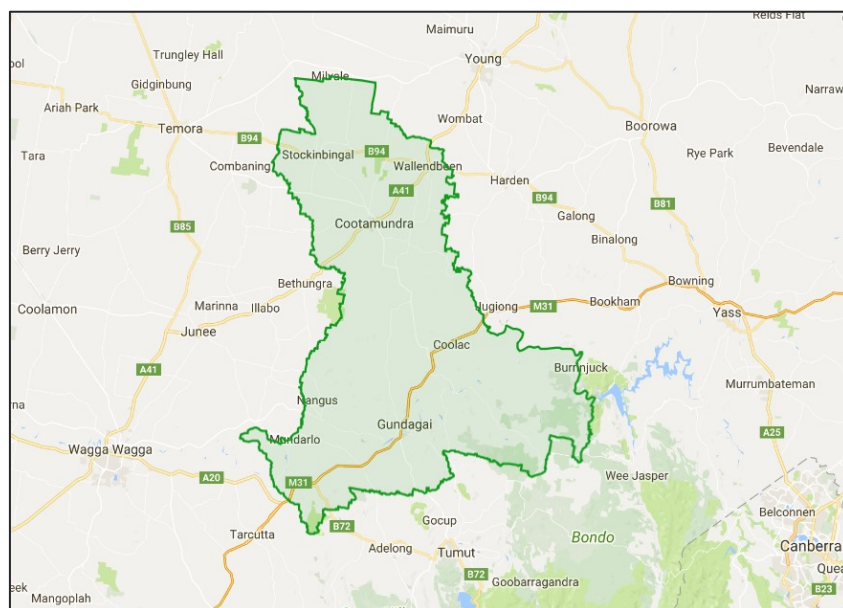 Reids Flat
Maimuru
Trungley Hall
Young
ool
Milvale
Gidginbung
Narraw
Ariah Park
Wombat
Temora
Boorowa
B94
Stockinbingal
B94
Bevendale
Tara
Combaning
Wallendbeen
Rye Park
Harden
A41
B94
B81
Galong
B85
Cootamundra
Binalong
Berry Jerry
Bethungra
Bowning
Coolamon
Marinna
Illabo
Jugiong
M31
Bookham
Yass
Junee
Coolac
A41
Burrinjuck
Murrumbateman
rna
Nangus
Gundagai
A25
Mundarlo
Wagga Wagga
A20
M31
Wee Jasper
Belconnen
B72
Gocup
Tarcutta
Bondo
Adelong
Tumut
Canberra
B72
Goobarragandra
Quea
eek
Mangoplah
B23